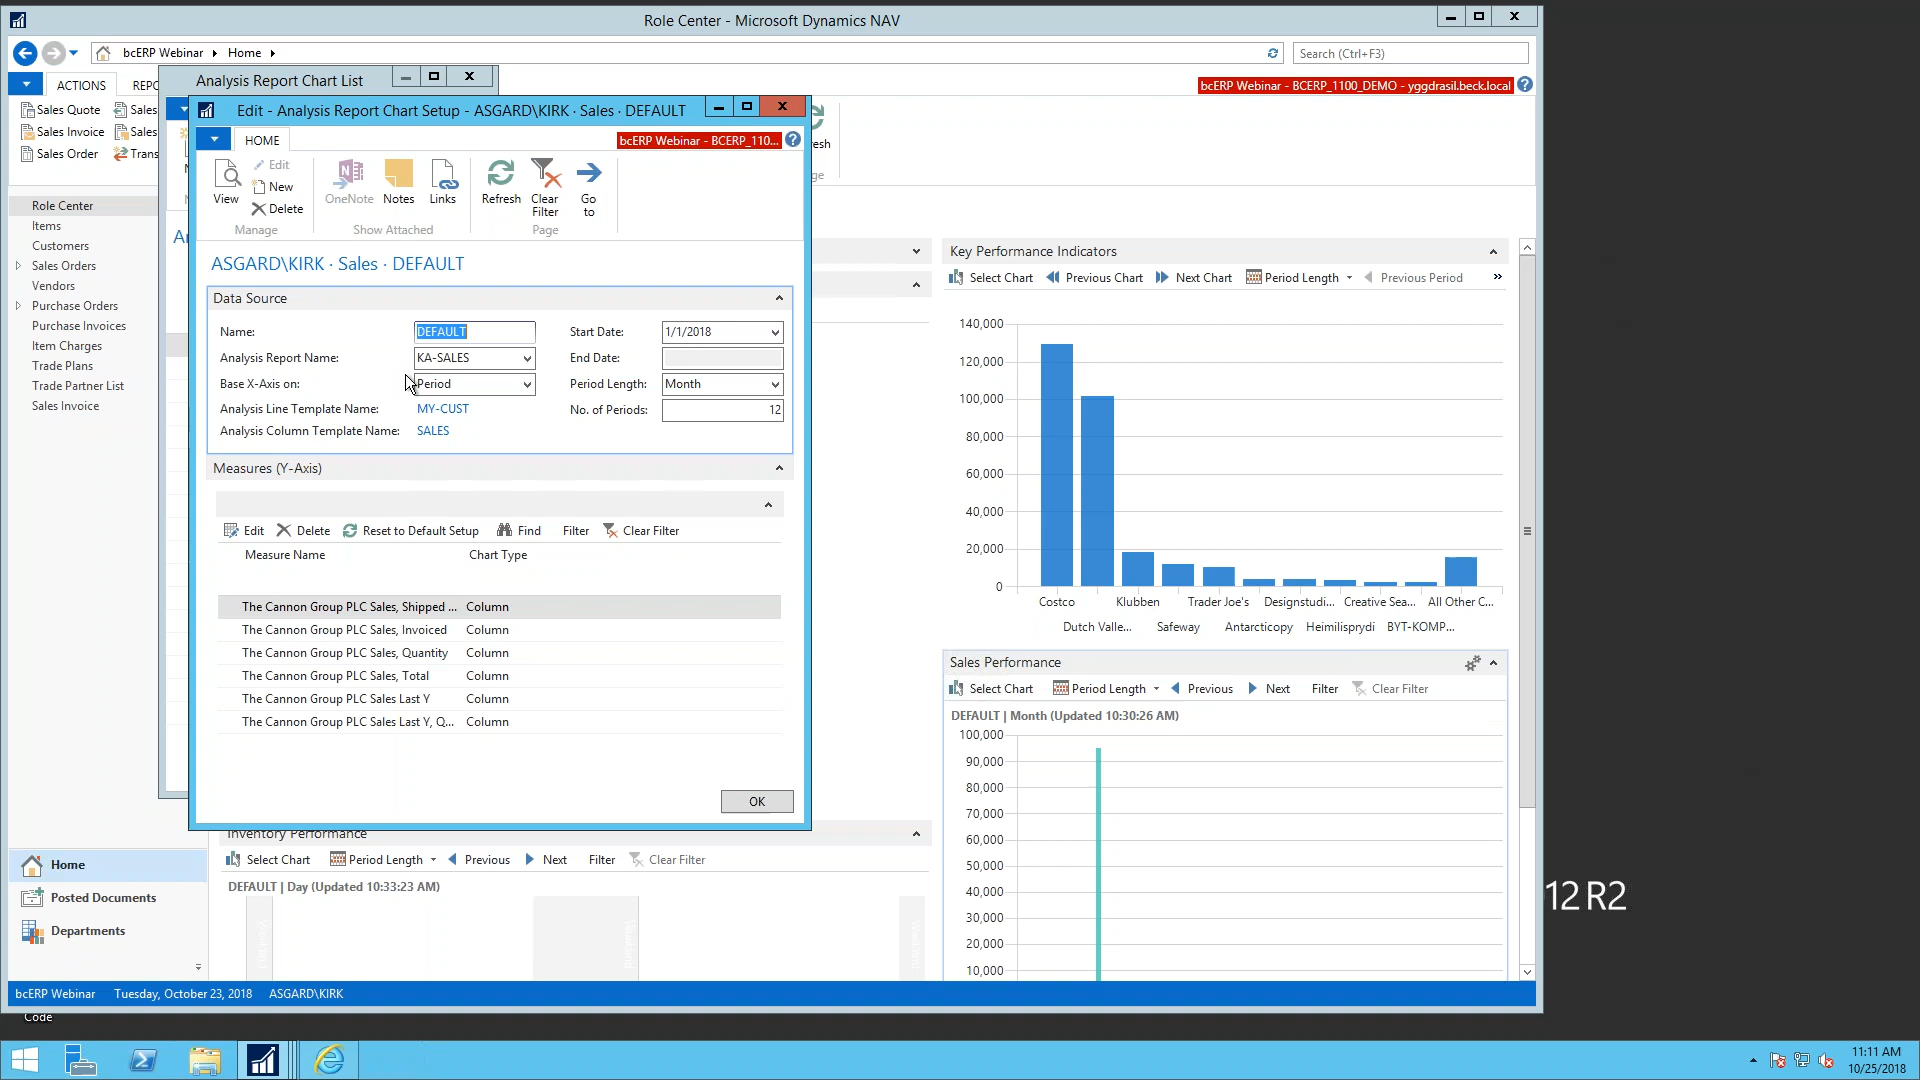 Role Center - Microsoft Dynamics NAV
bcERP Webinar Home
Search (Ctrl+F3)
ACTIONS REPO
bcERP Webinar - BCERP_1100_DEMO - yggdrasil.beck.local
Sales Quote Sales
Sales Invoice Sales
Sales Order Trans
Analysis Report Chart List
Edit - Analysis Report Chart Setup - ASGARD\KIRK · Sales · DEFAULT
HOME
bcERP Webinar - BCERP_110...
View
Edit
New
Delete
Manage
OneNote
Notes
Links
Show Attached
Refresh
Clear
Filter
Go
to
Page
ASGARD\KIRK · Sales · DEFAULT
Data Source
Name: DEFAULT
Start Date: 1/1/2018
Analysis Report Name: KA-SALES
End Date:
Base X-Axis on: Period
Period Length: Month
Analysis Line Template Name: MY-CUST
No. of Periods: 12
Analysis Column Template Name: SALES
Measures (Y-Axis)
Edit Delete Reset to Default Setup Find Filter Clear Filter
Measure Name Chart Type
The Cannon Group PLC Sales, Shipped ... Column
The Cannon Group PLC Sales, Invoiced Column
The Cannon Group PLC Sales, Quantity Column
The Cannon Group PLC Sales, Total Column
The Cannon Group PLC Sales Last Y Column
The Cannon Group PLC Sales Last Y, Q... Column
OK
Role Center
Items
Customers
Sales Orders
Vendors
Purchase Orders
Purchase Invoices
Item Charges
Trade Plans
Trade Partner List
Sales Invoice
Home
Posted Documents
Departments
Key Performance Indicators
Select Chart Previous Chart Next Chart Period Length Previous Period
140,000
120,000
100,000
80,000
60,000
40,000
20,000
0
Costco Klubben Trader Joe's Designstudi... Creative Sea... All Other C...
Dutch Valle... Safeway Antarcticopy Heimilisprydi BYT-KOMP...
Sales Performance
Select Chart Period Length Previous Next Filter Clear Filter
DEFAULT | Month (Updated 10:30:26 AM)
100,000
90,000
80,000
70,000
60,000
50,000
40,000
30,000
20,000
10,000
Inventory Performance
Select Chart Period Length Previous Next Filter Clear Filter
DEFAULT | Day (Updated 10:33:23 AM)
bcERP Webinar Tuesday, October 23, 2018 ASGARD\KIRK
Code
12 R2
11:11 AM
10/25/2018